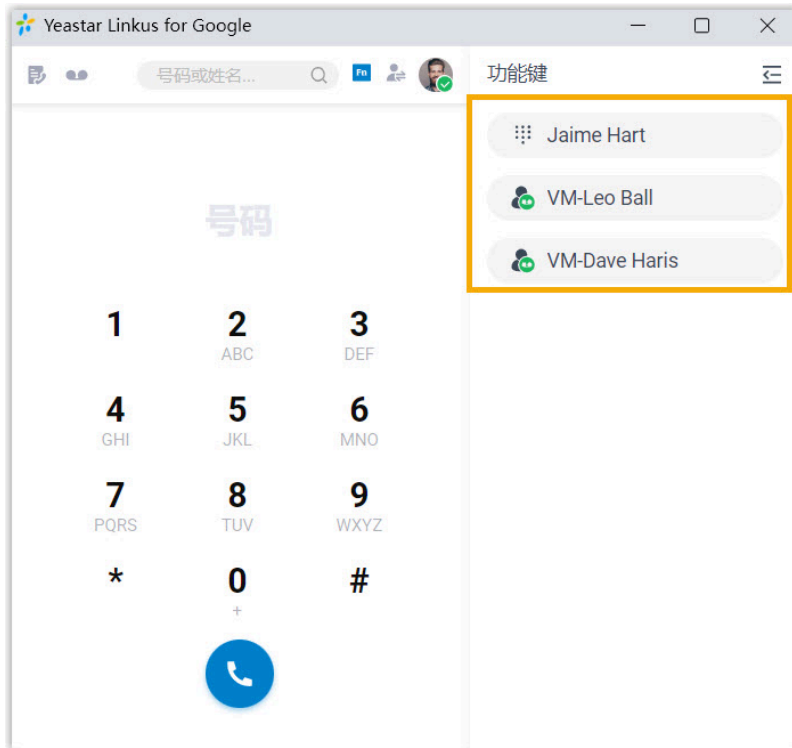 Yeastar Linkus for Google
号码或姓名...
Fn
功能键
Jaime Hart
VM-Leo Ball
VM-Dave Haris
号码
1 2 3
ABC DEF
4 5 6
GHI JKL MNO
7 8 9
PQRS TUV WXYZ
* 0 #
+